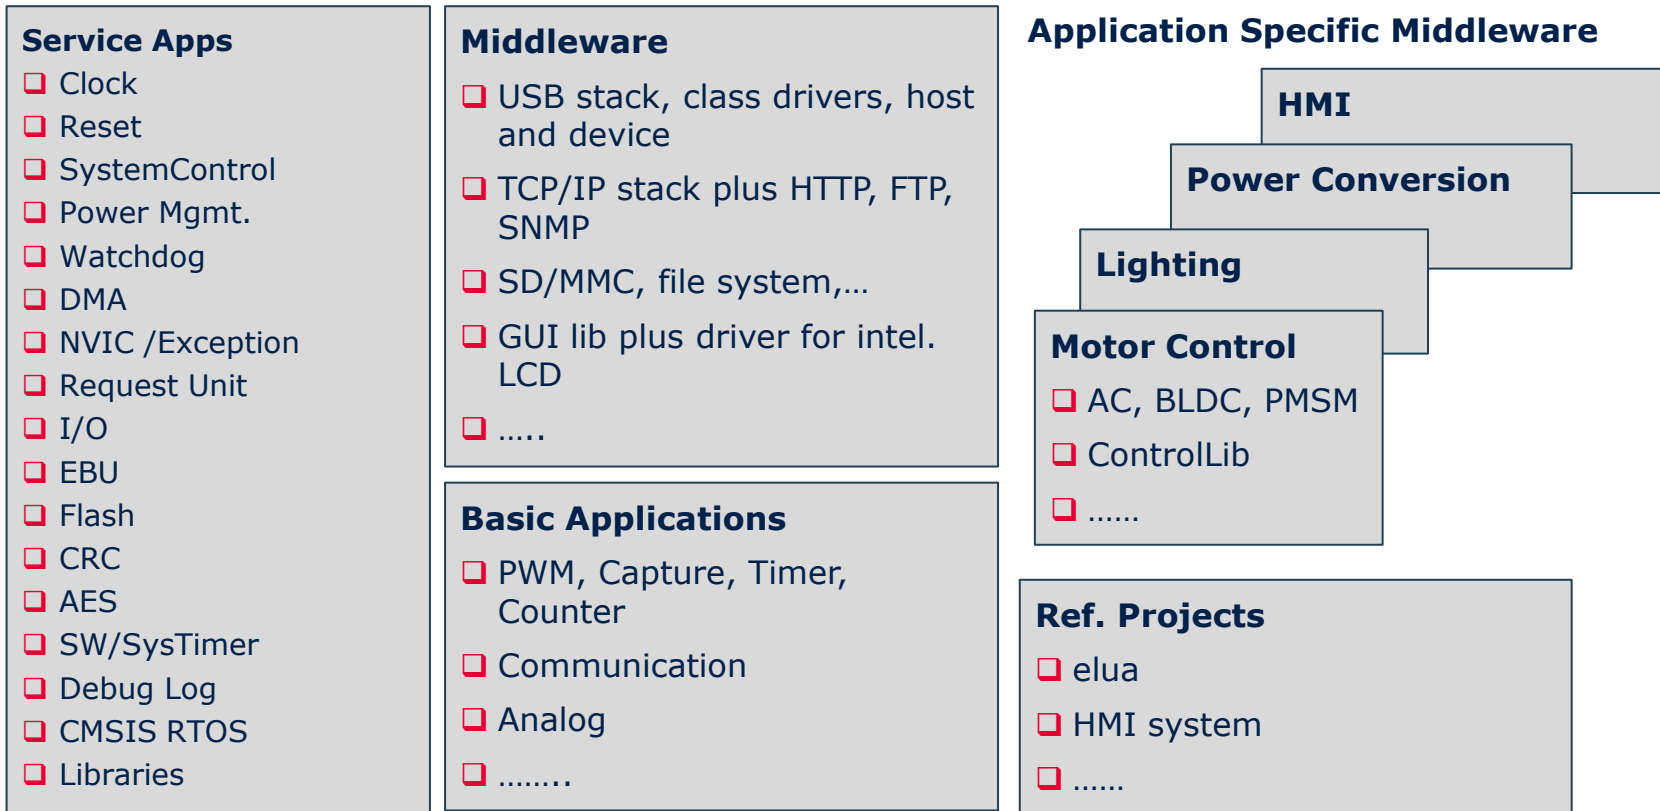 Service Apps
Clock
Reset
SystemControl
Power Mgmt.
Watchdog
DMA
NVIC /Exception
Request Unit
I/O
EBU
Flash
CRC
AES
SW/SysTimer
Debug Log
CMSIS RTOS
Libraries
Middleware
USB stack, class drivers, host
and device
TCP/IP stack plus HTTP, FTP,
SNMP
SD/MMC, file system,…
GUI lib plus driver for intel.
LCD
…..
Basic Applications
PWM, Capture, Timer,
Counter
Communication
Analog
……..
Application Specific Middleware
HMI
Power Conversion
Lighting
Motor Control
AC, BLDC, PMSM
ControlLib
……
Ref. Projects
elua
HMI system
……